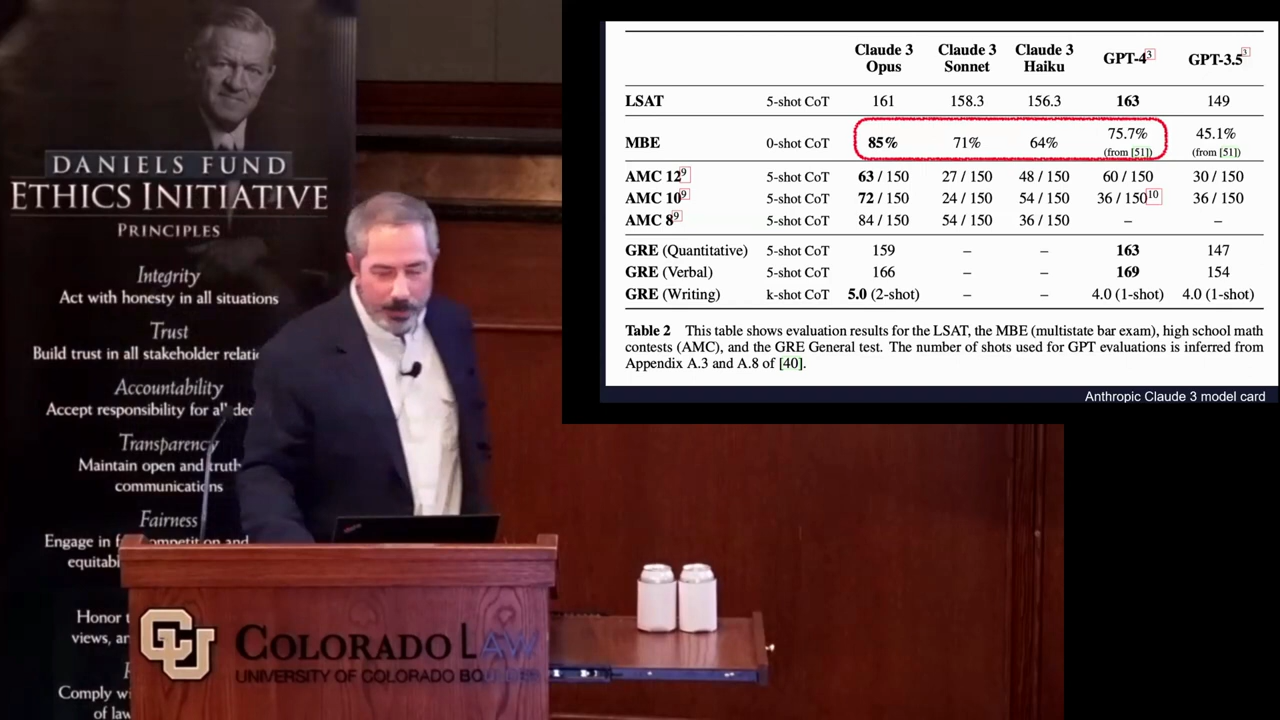 DANIELS FUND
ETHICS INITIATIVE
PRINCIPLES
Integrity
Act with honesty in all situations
Trust
Build trust in all stakeholder
Accountability
Accept responsibility for
Transparency
Maintain open and
communications
Fairness
Engage in
Honor
views,
Comply
of
CU
COLORADO LAW
UNIVERSITY OF COLORADO BOULDER
Claude 3 Opus Claude 3 Sonnet Claude 3 Haiku GPT-4 3 GPT-3.5 3
LSAT 5-shot CoT 161 158.3 156.3 163 149
MBE 0-shot CoT 85% 71% 64% 75.7% (from [51]) 45.1% (from [51])
AMC 12 9 5-shot CoT 63 / 150 27 / 150 48 / 150 60 / 150 30 / 150
AMC 10 9 5-shot CoT 72 / 150 24 / 150 54 / 150 36 / 150 10 36 / 150
AMC 8 9 5-shot CoT 84 / 150 54 / 150 36 / 150 – –
GRE (Quantitative) 5-shot CoT 159 – – 163 147
GRE (Verbal) 5-shot CoT 166 – – 169 154
GRE (Writing) k-shot CoT 5.0 (2-shot) – – 4.0 (1-shot) 4.0 (1-shot)
Table 2 This table shows evaluation results for the LSAT, the MBE (multistate bar exam), high school math
contests (AMC), and the GRE General test. The number of shots used for GPT evaluations is inferred from
Appendix A.3 and A.8 of [40].
Anthropic Claude 3 model card